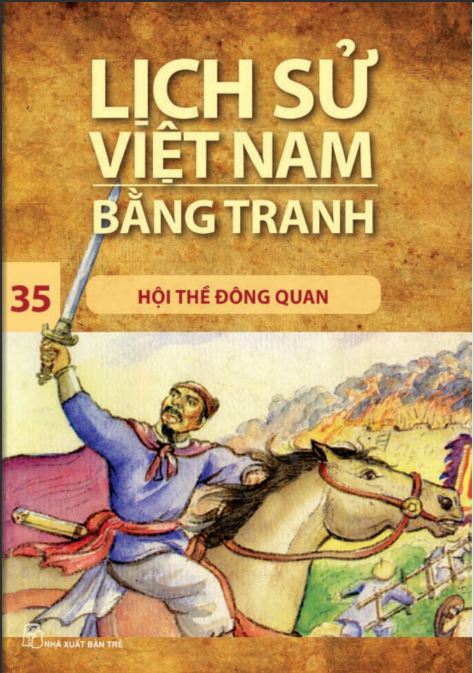 LỊCH SỬ
VIỆT NAM
BẰNG TRANH
35
HỘI THỀ ĐÔNG QUAN
NHÀ XUẤT BẢN TRẺ